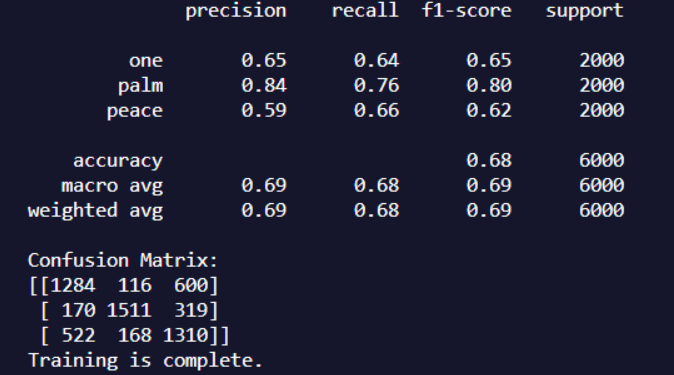 precision recall f1-score support
one 0.65 0.64 0.65 2000
palm 0.84 0.76 0.80 2000
peace 0.59 0.66 0.62 2000
accuracy 0.68 6000
macro avg 0.69 0.68 0.69 6000
weighted avg 0.69 0.68 0.69 6000
Confusion Matrix:
[[1284 116 600]
[ 170 1511 319]
[ 522 168 1310]]
Training is complete.